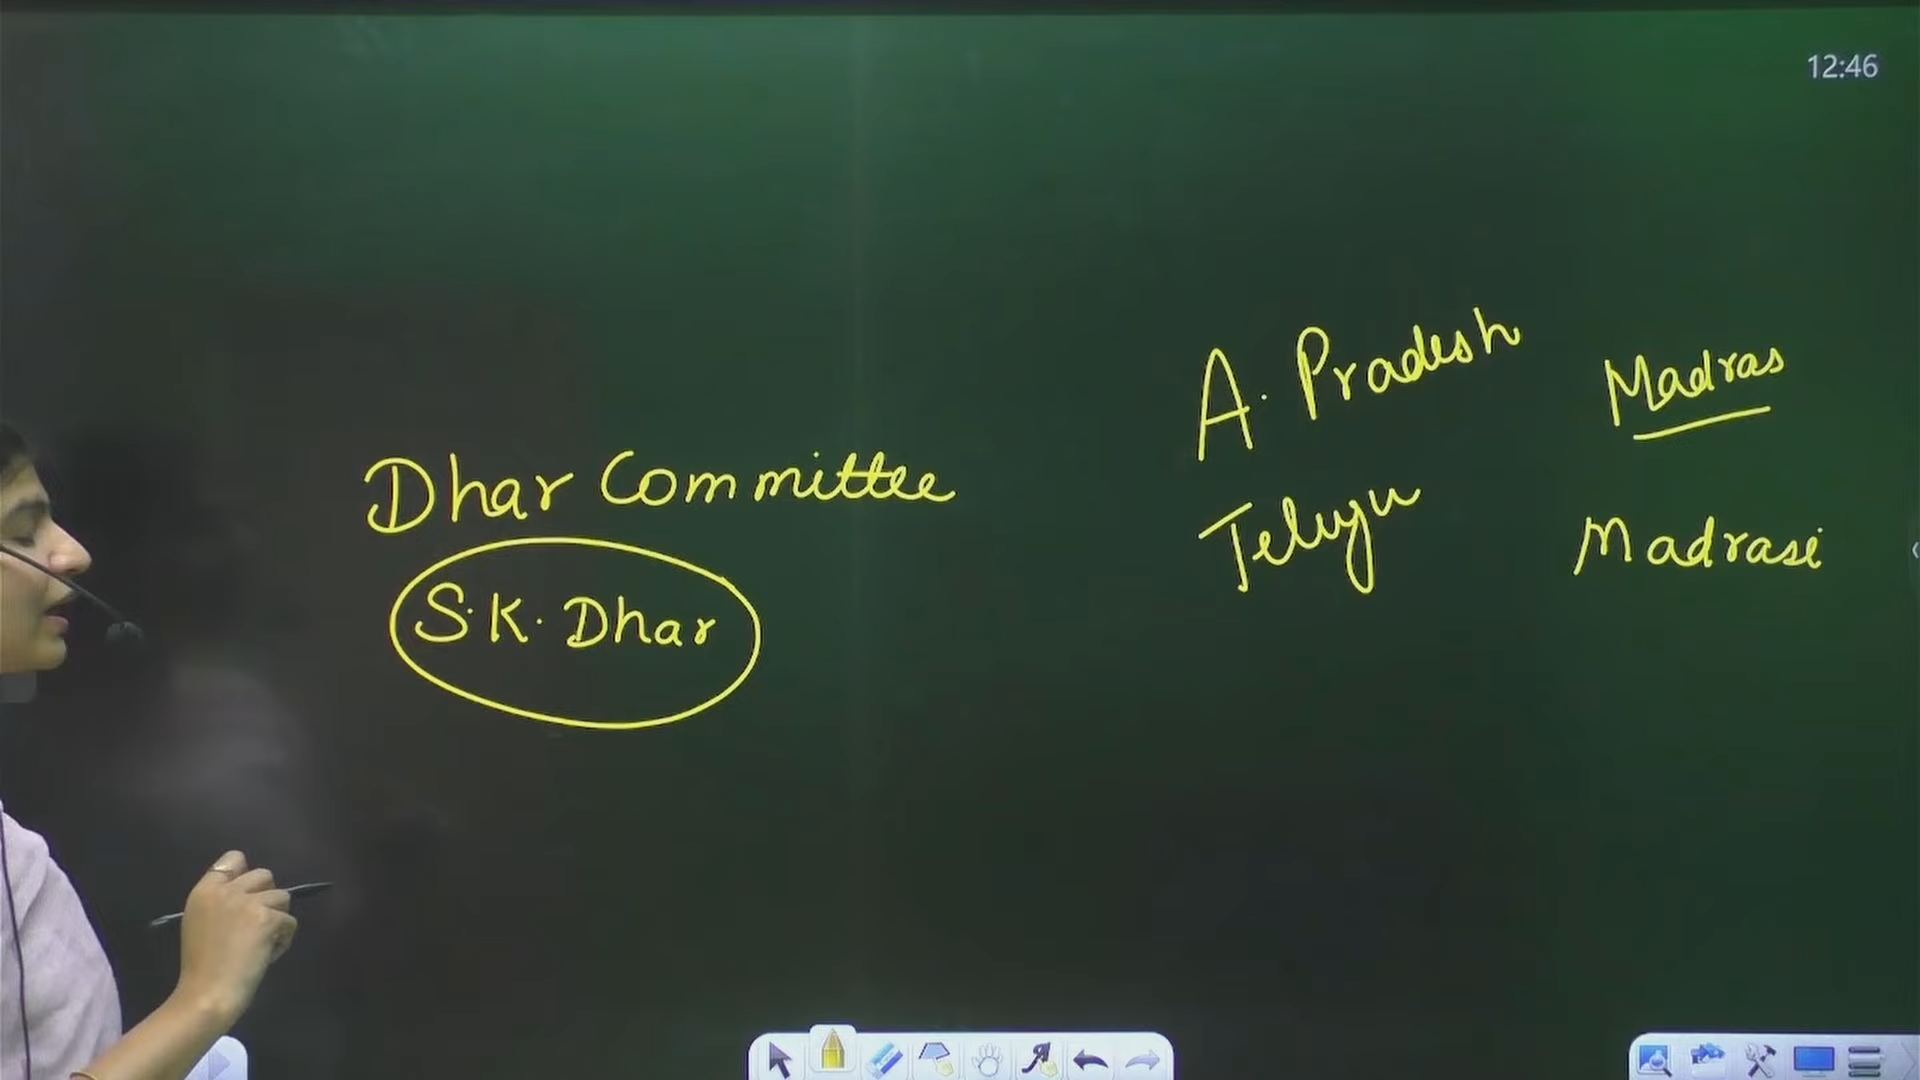 12:46
A. Pradesh
Madras
Dhar Committee
Telugu
Madrasi
S.K. Dhar